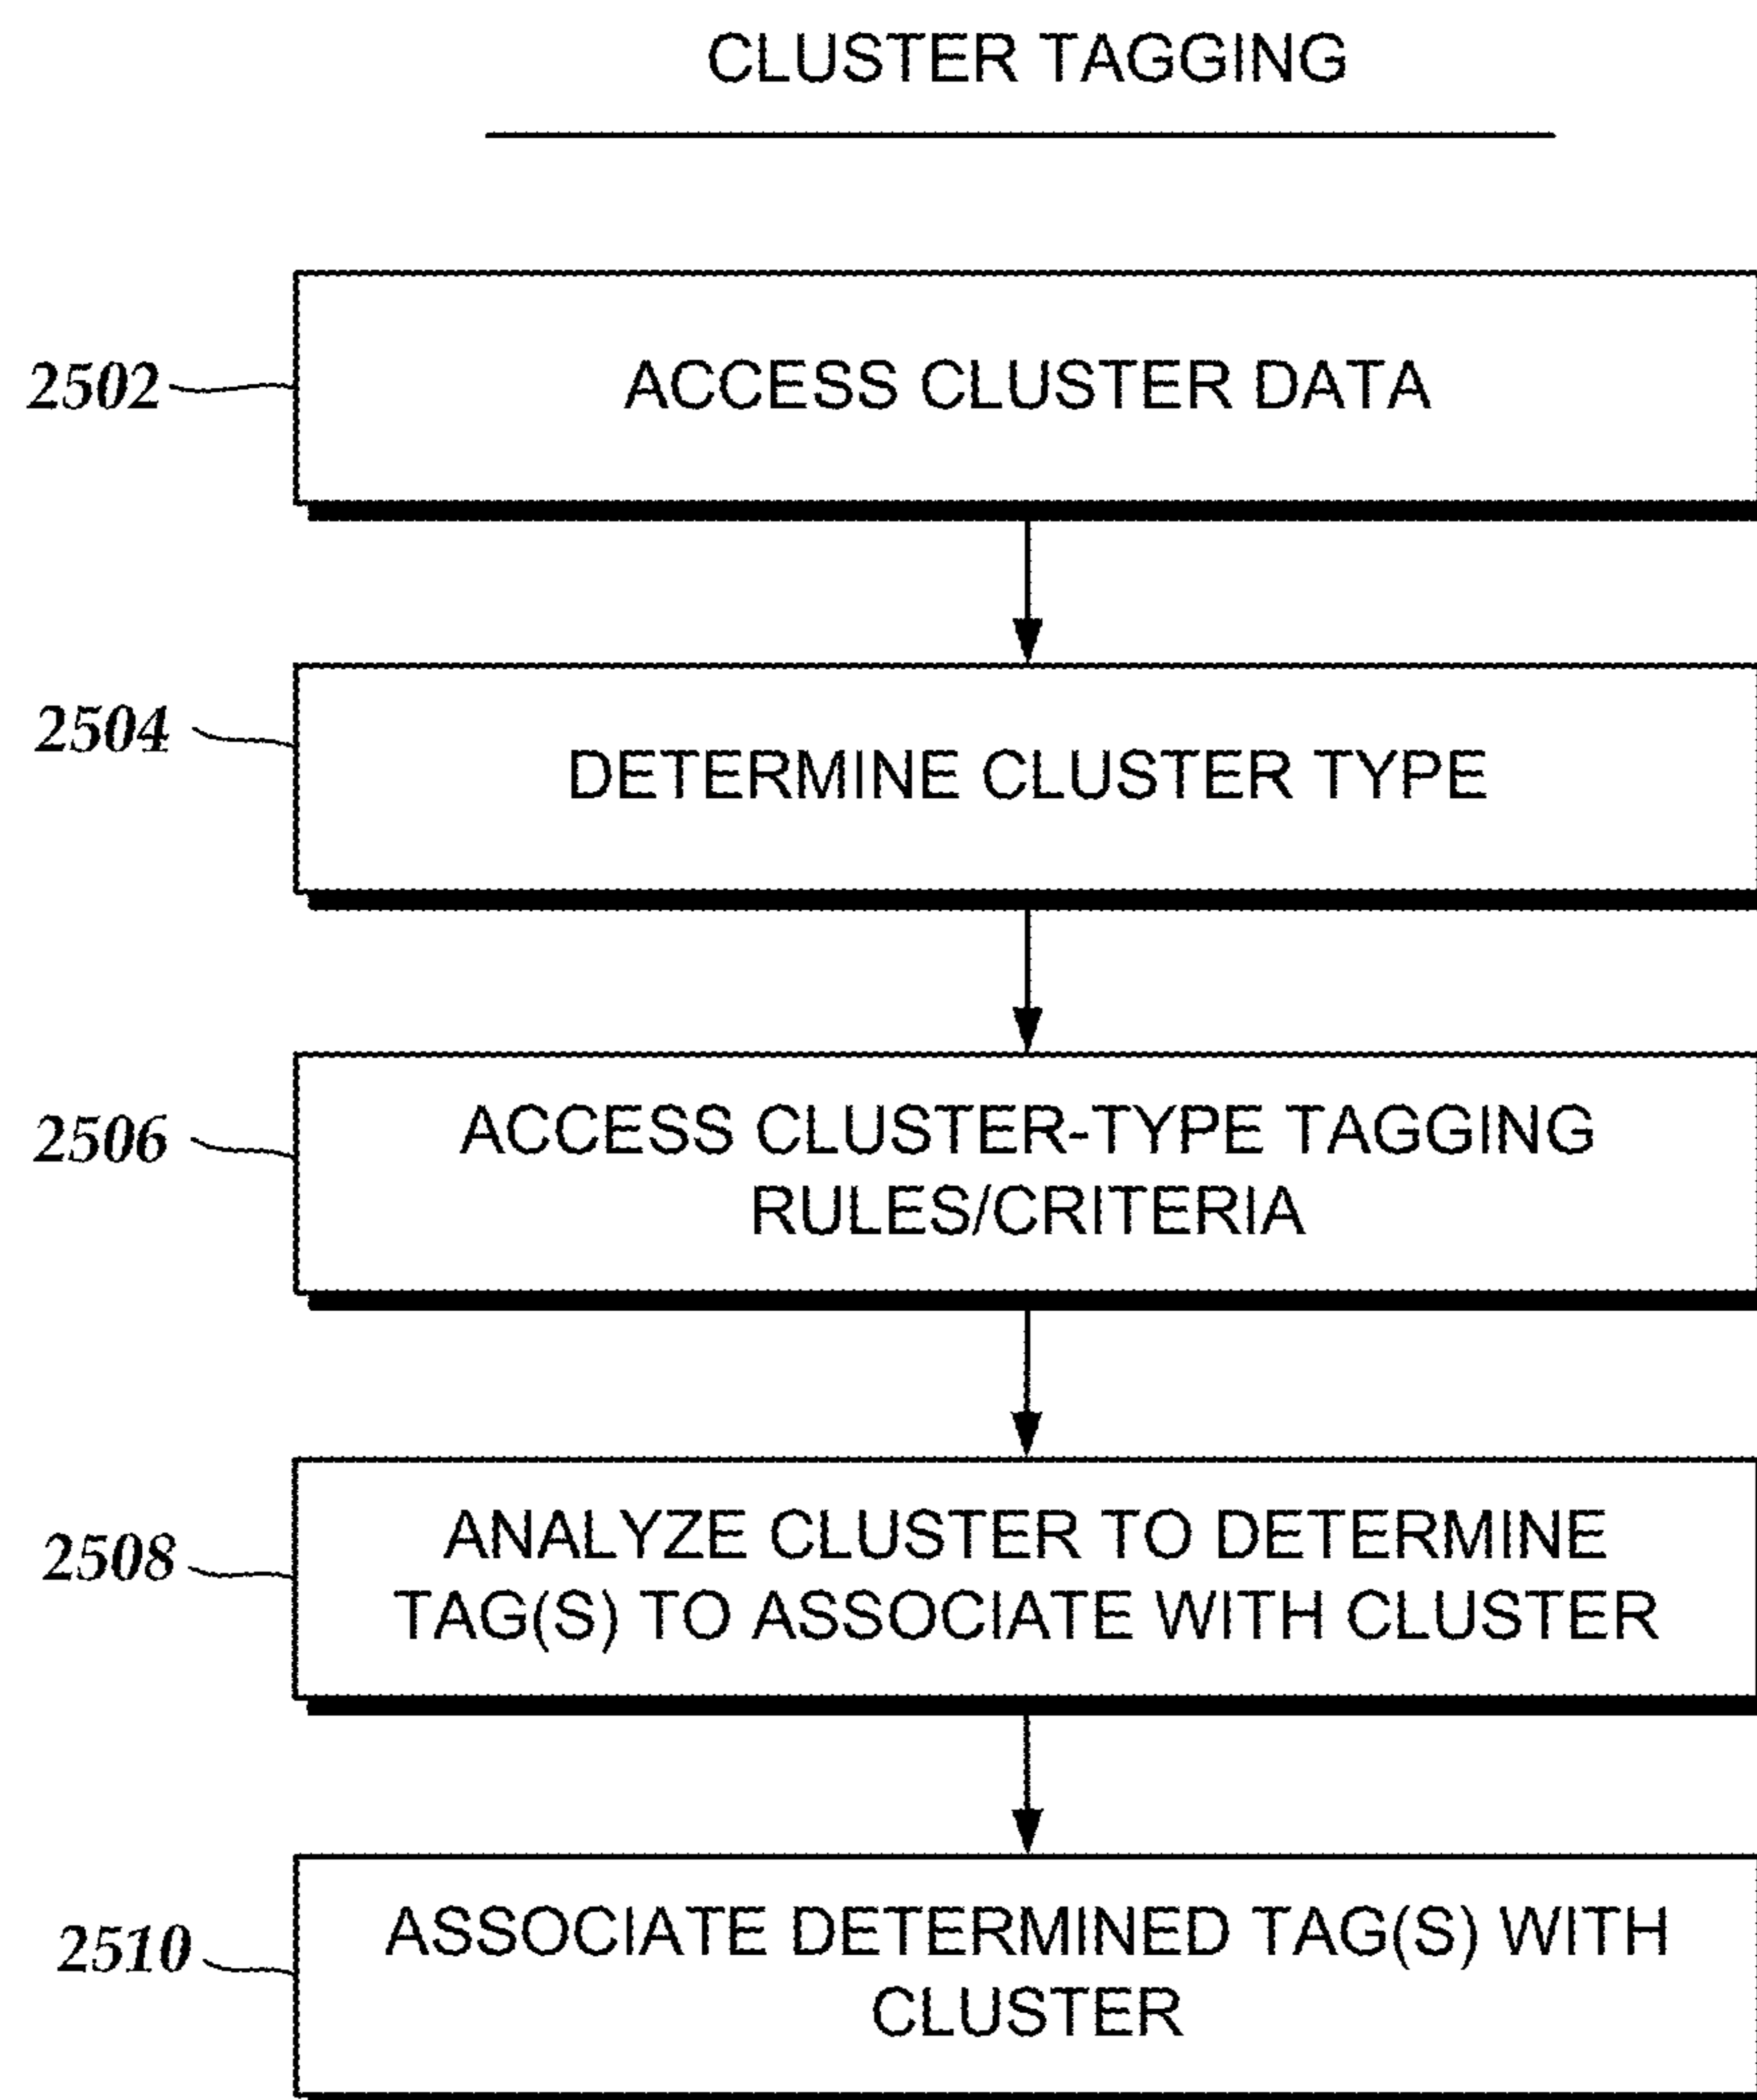 CLUSTER TAGGING
2502
ACCESS CLUSTER DATA
2504
DETERMINE CLUSTER TYPE
2506
ACCESS CLUSTER-TYPE TAGGING
RULES/CRITERIA
2508
ANALYZE CLUSTER TO DETERMINE
TAG(S) TO ASSOCIATE WITH CLUSTER
2510
ASSOCIATE DETERMINED TAG(S) WITH
CLUSTER